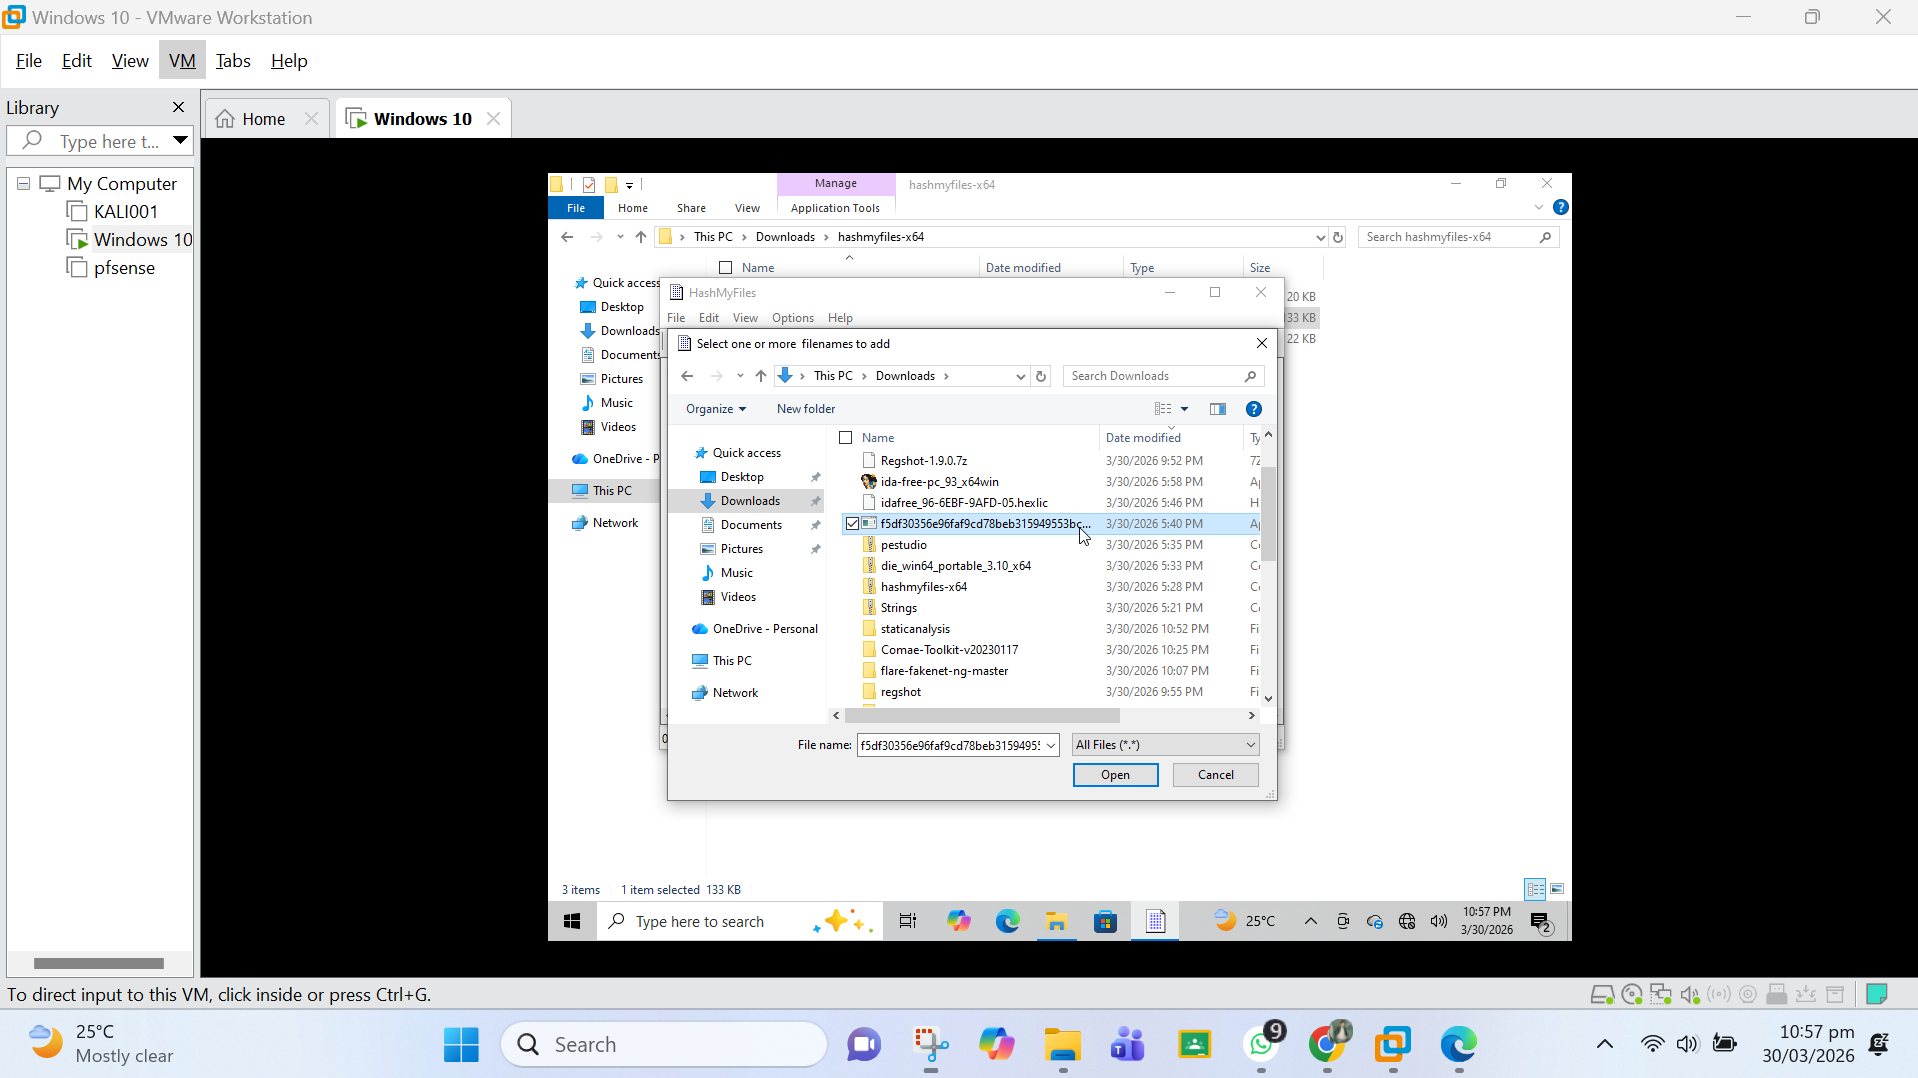 Windows 10 - VMware Workstation
File Edit View VM Tabs Help
Library
Type here t...
My Computer
KALI001
Windows 10
pfsense
Home
Windows 10
Manage
hashmyfiles-x64
File Home Share View Application Tools
This PC Downloads hashmyfiles-x64
Search hashmyfiles-x64
Name Date modified Type Size
20 KB
33 KB
22 KB
Quick access
Desktop
Downloads
Documents
Pictures
Music
Videos
OneDrive - P
This PC
Network
HashMyFiles
File Edit View Options Help
Select one or more filenames to add
This PC Downloads
Search Downloads
Organize New folder
Quick access
Desktop
Downloads
Documents
Pictures
Music
Videos
OneDrive - Personal
This PC
Network
Name Date modified Ty
Regshot-1.9.0.7z 3/30/2026 9:52 PM 7Z
ida-free-pc_93_x64win 3/30/2026 5:58 PM A
idafree_96-6EBF-9AFD-05.hexlic 3/30/2026 5:46 PM H
f5df30356e96faf9cd78beb315949553bc... 3/30/2026 5:40 PM A
pestudio 3/30/2026 5:35 PM C
die_win64_portable_3.10_x64 3/30/2026 5:33 PM C
hashmyfiles-x64 3/30/2026 5:28 PM C
Strings 3/30/2026 5:21 PM C
staticanalysis 3/30/2026 10:52 PM Fi
Comae-Toolkit-v20230117 3/30/2026 10:25 PM Fi
flare-fakenet-ng-master 3/30/2026 10:07 PM Fi
regshot 3/30/2026 9:55 PM Fi
File name: f5df30356e96faf9cd78beb3159495
All Files (*.*)
Open Cancel
3 items 1 item selected 133 KB
Type here to search
25°C
10:57 PM
3/30/2026
2
To direct input to this VM, click inside or press Ctrl+G.
25°C
Mostly clear
Search
9
10:57 pm
30/03/2026